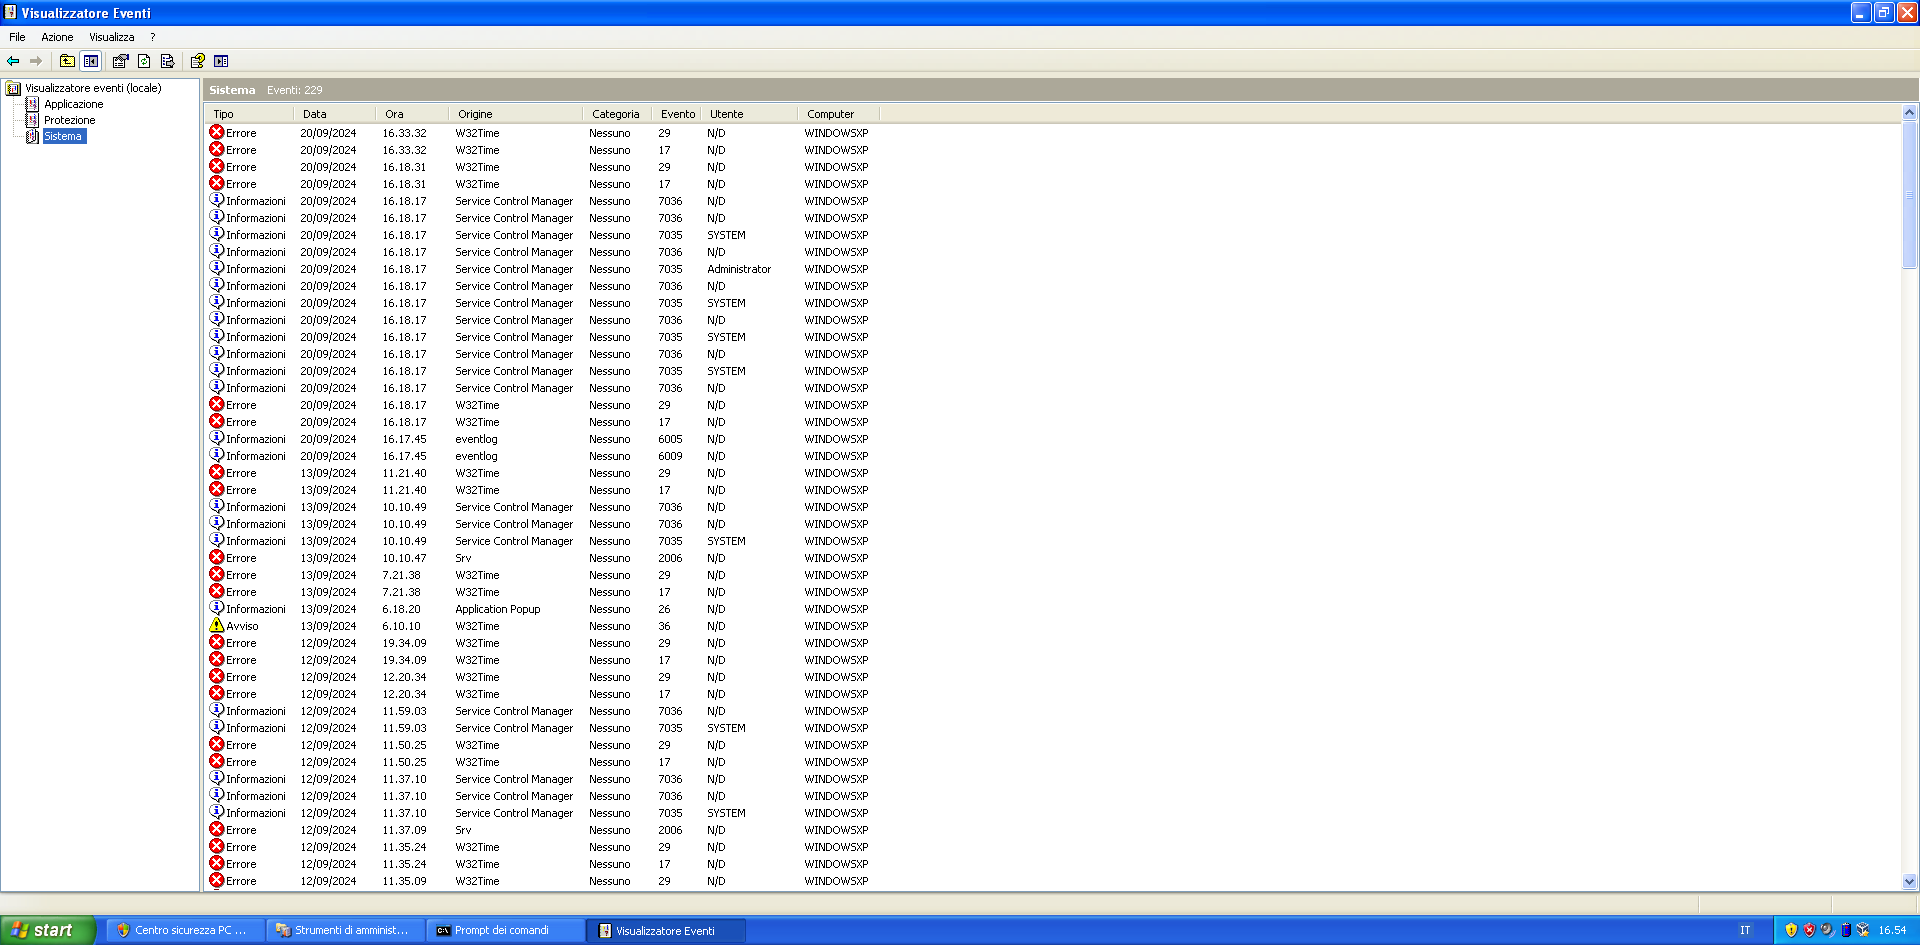 Visualizzatore Eventi
File Azione Visualizza ?
Visualizzatore eventi (locale)
Applicazione
Protezione
Sistema
Sistema Eventi: 229
Tipo Data Ora Origine Categoria Evento Utente Computer
Errore 20/09/2024 16.33.32 W32Time Nessuno 29 N/D WINDOWSXP
Errore 20/09/2024 16.33.32 W32Time Nessuno 17 N/D WINDOWSXP
Errore 20/09/2024 16.18.31 W32Time Nessuno 29 N/D WINDOWSXP
Errore 20/09/2024 16.18.31 W32Time Nessuno 17 N/D WINDOWSXP
Informazioni 20/09/2024 16.18.17 Service Control Manager Nessuno 7036 N/D WINDOWSXP
Informazioni 20/09/2024 16.18.17 Service Control Manager Nessuno 7036 N/D WINDOWSXP
Informazioni 20/09/2024 16.18.17 Service Control Manager Nessuno 7035 SYSTEM WINDOWSXP
Informazioni 20/09/2024 16.18.17 Service Control Manager Nessuno 7036 N/D WINDOWSXP
Informazioni 20/09/2024 16.18.17 Service Control Manager Nessuno 7035 Administrator WINDOWSXP
Informazioni 20/09/2024 16.18.17 Service Control Manager Nessuno 7036 N/D WINDOWSXP
Informazioni 20/09/2024 16.18.17 Service Control Manager Nessuno 7035 SYSTEM WINDOWSXP
Informazioni 20/09/2024 16.18.17 Service Control Manager Nessuno 7036 N/D WINDOWSXP
Informazioni 20/09/2024 16.18.17 Service Control Manager Nessuno 7035 SYSTEM WINDOWSXP
Informazioni 20/09/2024 16.18.17 Service Control Manager Nessuno 7036 N/D WINDOWSXP
Informazioni 20/09/2024 16.18.17 Service Control Manager Nessuno 7035 SYSTEM WINDOWSXP
Informazioni 20/09/2024 16.18.17 Service Control Manager Nessuno 7036 N/D WINDOWSXP
Errore 20/09/2024 16.18.17 W32Time Nessuno 29 N/D WINDOWSXP
Errore 20/09/2024 16.18.17 W32Time Nessuno 17 N/D WINDOWSXP
Informazioni 20/09/2024 16.17.45 eventlog Nessuno 6005 N/D WINDOWSXP
Informazioni 20/09/2024 16.17.45 eventlog Nessuno 6009 N/D WINDOWSXP
Errore 13/09/2024 11.21.40 W32Time Nessuno 29 N/D WINDOWSXP
Errore 13/09/2024 11.21.40 W32Time Nessuno 17 N/D WINDOWSXP
Informazioni 13/09/2024 10.10.49 Service Control Manager Nessuno 7036 N/D WINDOWSXP
Informazioni 13/09/2024 10.10.49 Service Control Manager Nessuno 7036 N/D WINDOWSXP
Informazioni 13/09/2024 10.10.49 Service Control Manager Nessuno 7035 SYSTEM WINDOWSXP
Errore 13/09/2024 10.10.47 Srv Nessuno 2006 N/D WINDOWSXP
Errore 13/09/2024 7.21.38 W32Time Nessuno 29 N/D WINDOWSXP
Errore 13/09/2024 7.21.38 W32Time Nessuno 17 N/D WINDOWSXP
Informazioni 13/09/2024 6.18.20 Application Popup Nessuno 26 N/D WINDOWSXP
Avviso 13/09/2024 6.10.10 W32Time Nessuno 36 N/D WINDOWSXP
Errore 12/09/2024 19.34.09 W32Time Nessuno 29 N/D WINDOWSXP
Errore 12/09/2024 19.34.09 W32Time Nessuno 17 N/D WINDOWSXP
Errore 12/09/2024 12.20.34 W32Time Nessuno 29 N/D WINDOWSXP
Errore 12/09/2024 12.20.34 W32Time Nessuno 17 N/D WINDOWSXP
Informazioni 12/09/2024 11.59.03 Service Control Manager Nessuno 7036 N/D WINDOWSXP
Informazioni 12/09/2024 11.59.03 Service Control Manager Nessuno 7035 SYSTEM WINDOWSXP
Errore 12/09/2024 11.50.25 W32Time Nessuno 29 N/D WINDOWSXP
Errore 12/09/2024 11.50.25 W32Time Nessuno 17 N/D WINDOWSXP
Informazioni 12/09/2024 11.37.10 Service Control Manager Nessuno 7036 N/D WINDOWSXP
Informazioni 12/09/2024 11.37.10 Service Control Manager Nessuno 7036 N/D WINDOWSXP
Informazioni 12/09/2024 11.37.10 Service Control Manager Nessuno 7035 SYSTEM WINDOWSXP
Errore 12/09/2024 11.37.09 Srv Nessuno 2006 N/D WINDOWSXP
Errore 12/09/2024 11.35.24 W32Time Nessuno 29 N/D WINDOWSXP
Errore 12/09/2024 11.35.24 W32Time Nessuno 17 N/D WINDOWSXP
Errore 12/09/2024 11.35.09 W32Time Nessuno 29 N/D WINDOWSXP
start Centro sicurezza PC ... Strumenti di amminist... Prompt dei comandi Visualizzatore Eventi IT 16.54